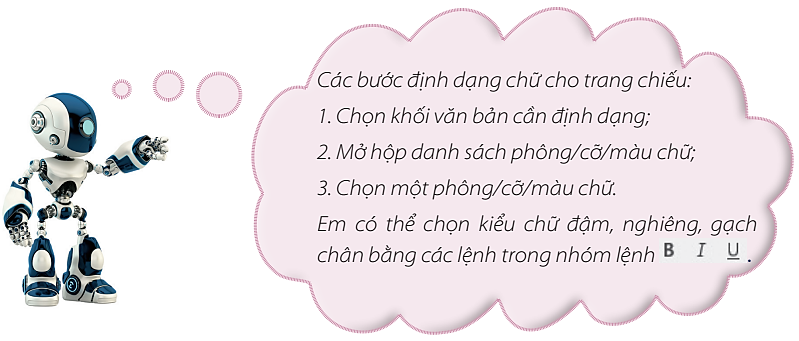 Các bước định dạng chữ cho trang chiếu:
1. Chọn khối văn bản cần định dạng;
2. Mở hộp danh sách phông/cỡ/màu chữ;
3. Chọn một phông/cỡ/màu chữ.
Em có thể chọn kiểu chữ đậm, nghiêng, gạch
chân bằng các lệnh trong nhóm lệnh B I U .